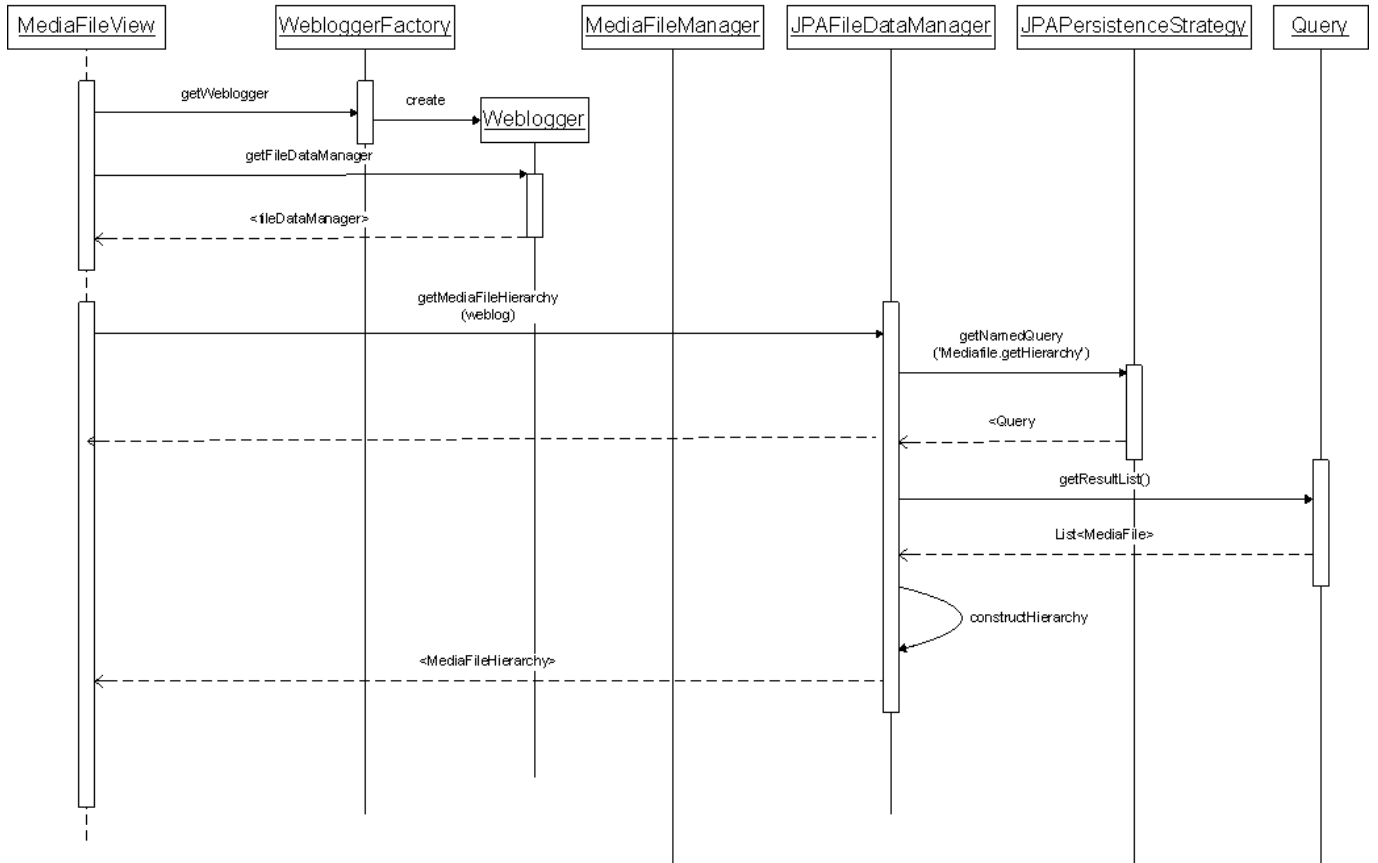 MediaFileView
WebloggerFactory
MediaFileManager
JPAFileDataManager
JPAPersistenceStrategy
Query
getWeblogger
create
Weblogger
getFileDataManager
<fileDataManager>
getMediaFileHierarchy
(weblog)
getNamedQuery
('Mediafile.getHierarchy')
<Query
getResultList()
List<MediaFile>
constructHierarchy
<MediaFileHierarchy>